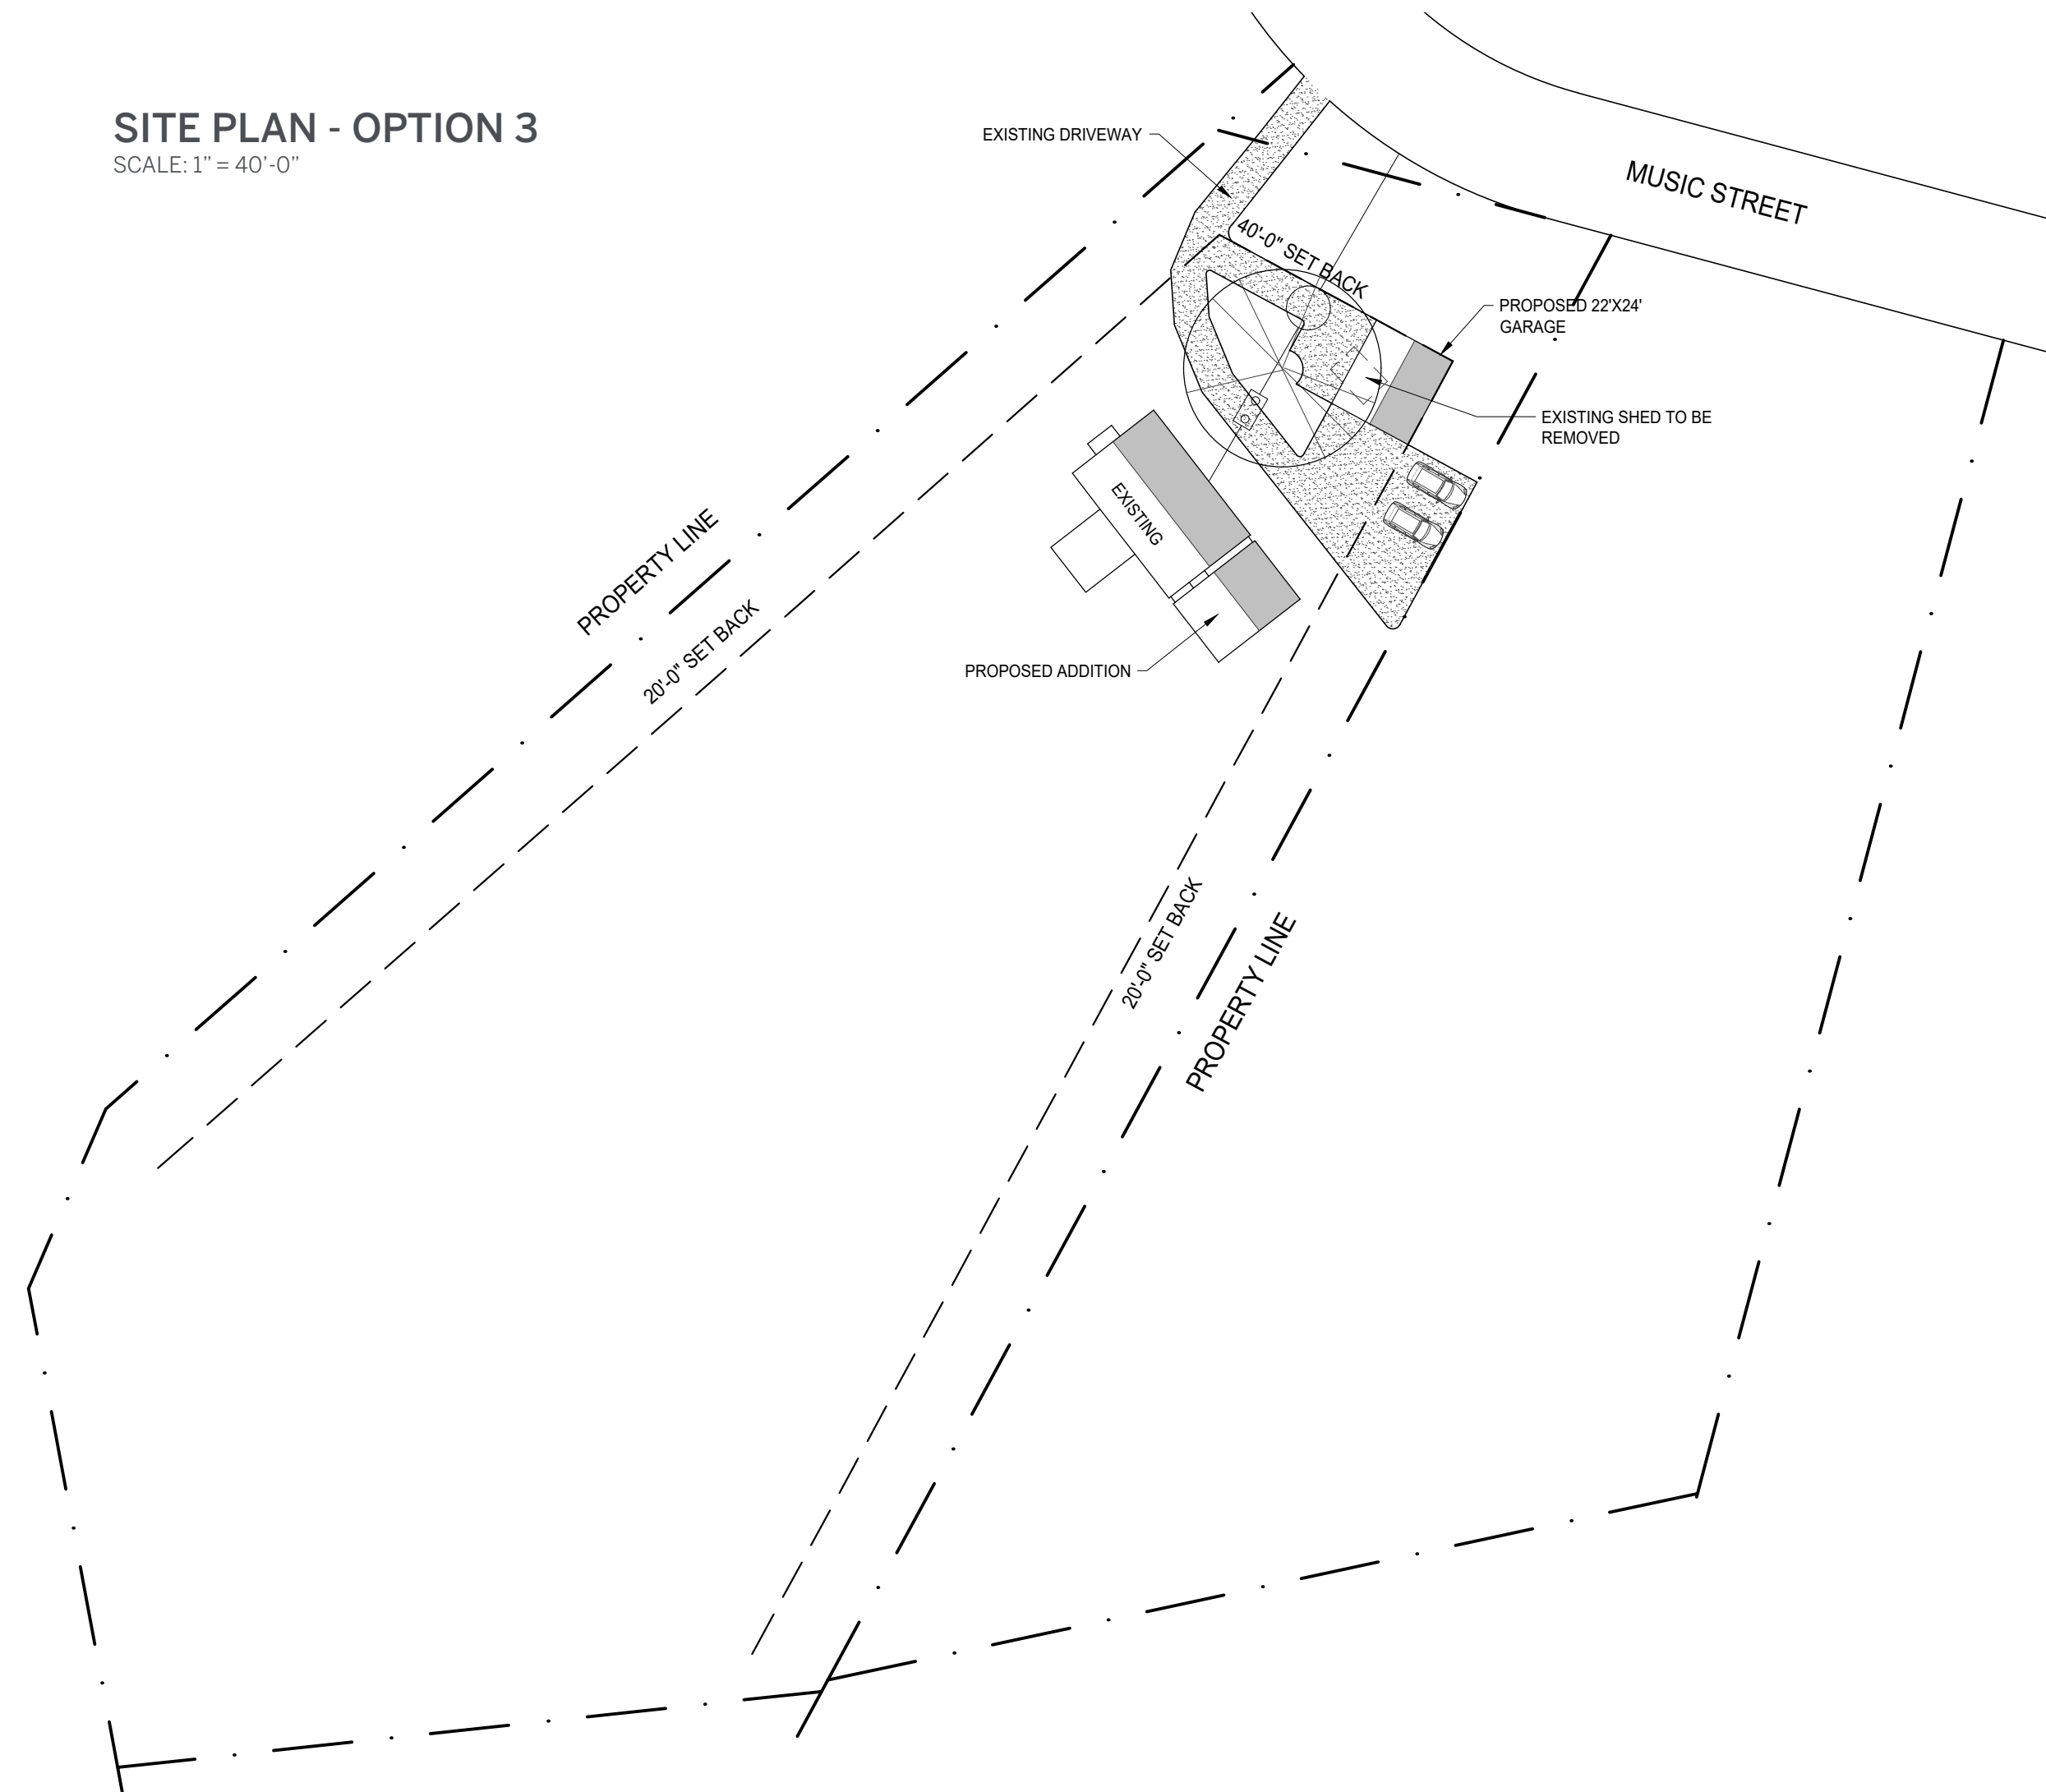 SITE PLAN - OPTION 3
SCALE: 1” = 40’-0”
EXISTING DRIVEWAY
MUSIC STREET
40'-0" SET BACK
PROPOSED 22'X24'
GARAGE
EXISTING SHED TO BE
REMOVED
EXISTING
PROPOSED ADDITION
PROPERTY LINE
20'-0" SET BACK
20'-0" SET BACK
PROPERTY LINE